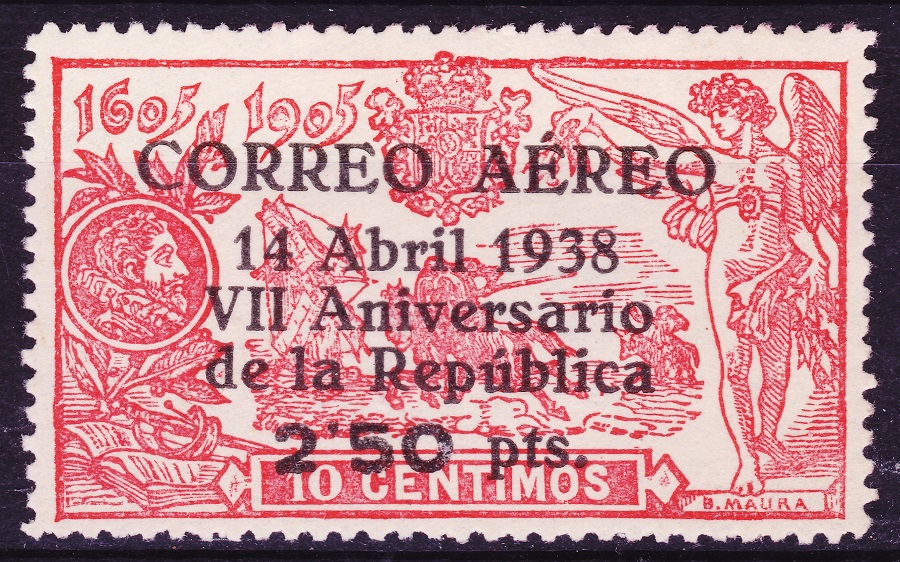 1605 1905
CORREO AÉREO
14 Abril 1938
VII Aniversario
de la República
2'50 pts.
10 CENTIMOS
B. MAURA